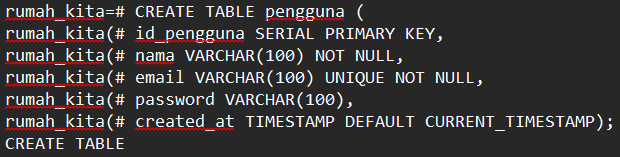 rumah_kita=# CREATE TABLE pengguna (
rumah_kita(# id_pengguna SERIAL PRIMARY KEY,
rumah_kita(# nama VARCHAR(100) NOT NULL,
rumah_kita(# email VARCHAR(100) UNIQUE NOT NULL,
rumah_kita(# password VARCHAR(100),
rumah_kita(# created_at TIMESTAMP DEFAULT CURRENT_TIMESTAMP);
CREATE TABLE